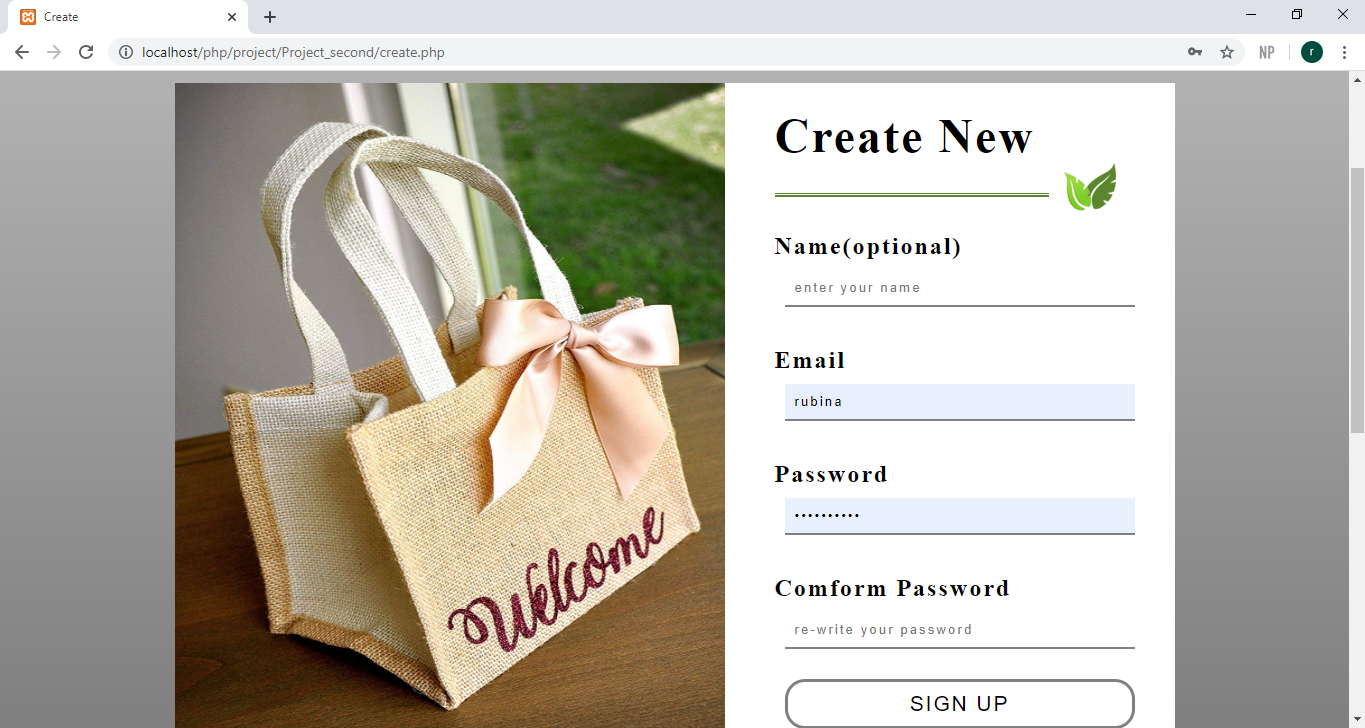 Create
localhost/php/project/Project_second/create.php
NP
r
Create New
Name(optional)
enter your name
Email
rubina
Password
••••••••••
Comform Password
re-write your password
SIGN UP
Welcome